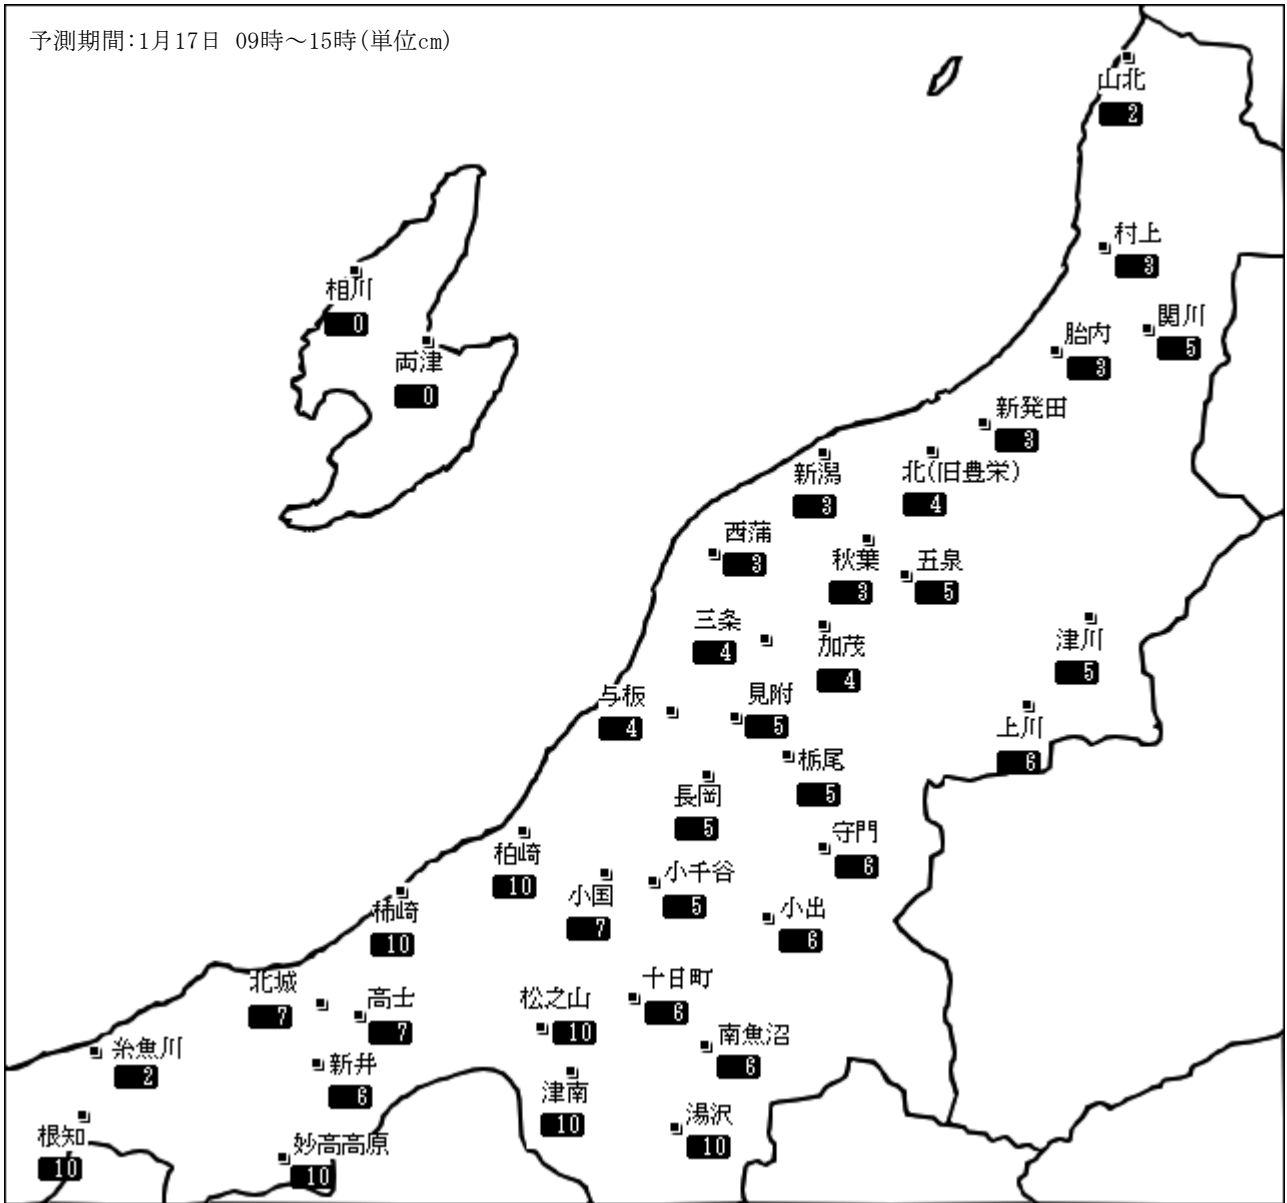 予測期間:1月17日 09時～15時(単位cm)
山北
2
村上
3
相川
0
関川
5
胎内
3
両津
0
新発田
3
新潟
3
北(旧豊栄)
4
西蒲
3
秋葉
3
五泉
5
三条
4
加茂
4
津川
5
与板
4
見附
5
上川
6
栃尾
5
長岡
5
守門
6
柏崎
10
小国
7
小千谷
5
小出
6
柿崎
10
北城
7
高士
7
松之山
10
十日町
6
糸魚川
2
新井
6
南魚沼
6
津南
10
湯沢
10
根知
10
妙高高原
10